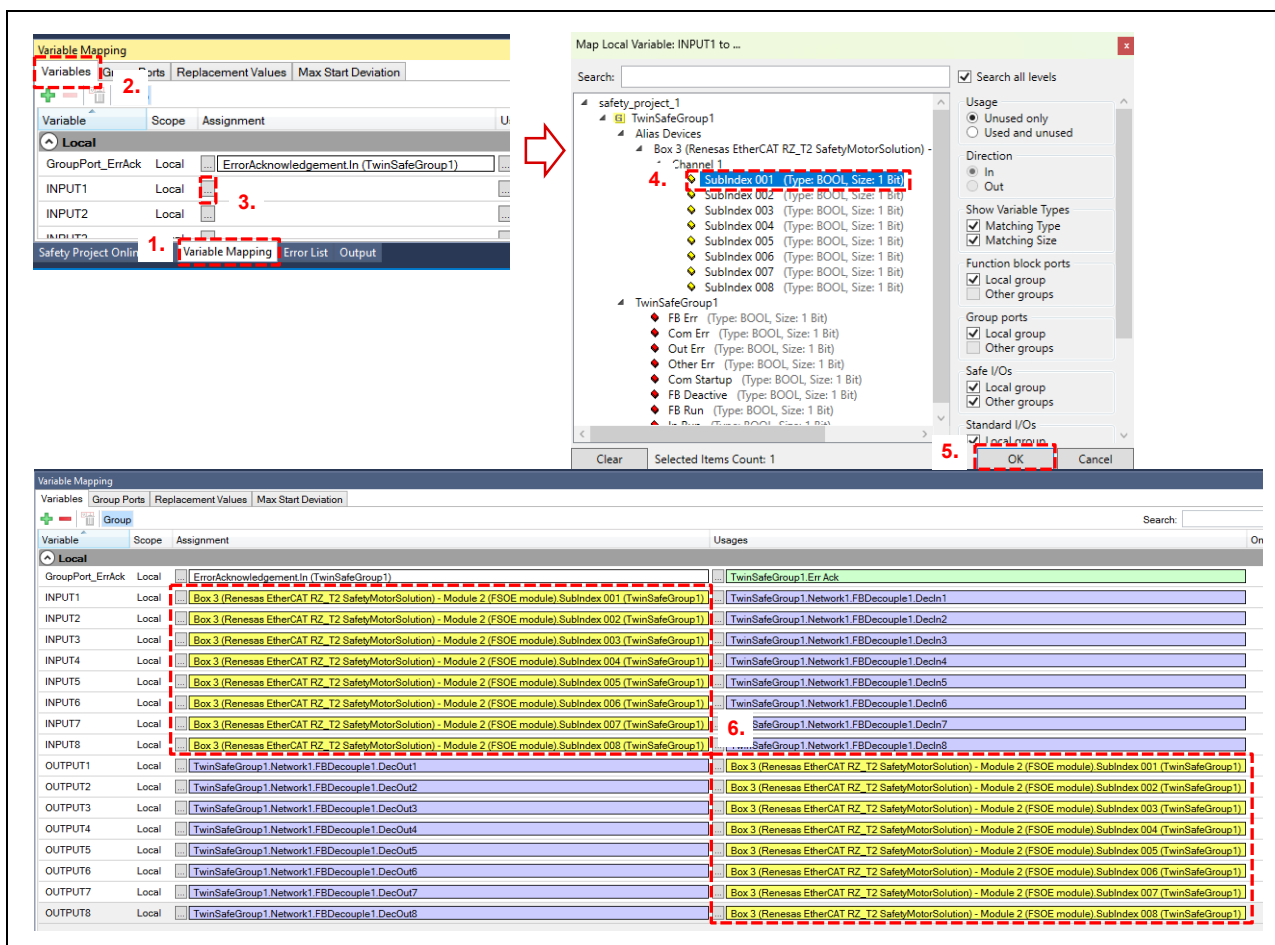 Variable Mapping
Variables Gr Ports Replacement Values Max Start Deviation
2.
Variable Scope Assignment U
Local
GroupPort_ErrAck Local ... ErrorAcknowledgement.In (TwinSafeGroup1) ...
INPUT1 Local ...
3.
INPUT2 Local ... ...
Safety Project Onlin 1. Variable Mapping Error List Output
Map Local Variable: INPUT1 to ... x
Search: Search all levels
safety_project_1
TwinSafeGroup1
Alias Devices
Box 3 (Renesas EtherCAT RZ_T2 SafetyMotorSolution) -
Channel 1
4. SubIndex 001 (Type: BOOL, Size: 1 Bit)
SubIndex 002 (Type: BOOL, Size: 1 Bit)
SubIndex 003 (Type: BOOL, Size: 1 Bit)
SubIndex 004 (Type: BOOL, Size: 1 Bit)
SubIndex 005 (Type: BOOL, Size: 1 Bit)
SubIndex 006 (Type: BOOL, Size: 1 Bit)
SubIndex 007 (Type: BOOL, Size: 1 Bit)
SubIndex 008 (Type: BOOL, Size: 1 Bit)
TwinSafeGroup1
FB Err (Type: BOOL, Size: 1 Bit)
Com Err (Type: BOOL, Size: 1 Bit)
Out Err (Type: BOOL, Size: 1 Bit)
Other Err (Type: BOOL, Size: 1 Bit)
Com Startup (Type: BOOL, Size: 1 Bit)
FB Deactive (Type: BOOL, Size: 1 Bit)
FB Run (Type: BOOL, Size: 1 Bit)
In Run (Type: BOOL, Size: 1 Bit)
Usage
Unused only
Used and unused
Direction
In
Out
Show Variable Types
Matching Type
Matching Size
Function block ports
Local group
Other groups
Group ports
Local group
Other groups
Safe I/Os
Local group
Other groups
Standard I/Os
Local group
Clear Selected Items Count: 1 5. OK Cancel
Variable Mapping
Variables Group Ports Replacement Values Max Start Deviation
Group Search:
Variable Scope Assignment Usages On
Local
GroupPort_ErrAck Local ... ErrorAcknowledgement.In (TwinSafeGroup1) ... TwinSafeGroup1.Err Ack
INPUT1 Local ... Box 3 (Renesas EtherCAT RZ_T2 SafetyMotorSolution) - Module 2 (FSOE module).SubIndex 001 (TwinSafeGroup1) ... TwinSafeGroup1.Network1.FBDecouple1.DecIn1
INPUT2 Local ... Box 3 (Renesas EtherCAT RZ_T2 SafetyMotorSolution) - Module 2 (FSOE module).SubIndex 002 (TwinSafeGroup1) ... TwinSafeGroup1.Network1.FBDecouple1.DecIn2
INPUT3 Local ... Box 3 (Renesas EtherCAT RZ_T2 SafetyMotorSolution) - Module 2 (FSOE module).SubIndex 003 (TwinSafeGroup1) ... TwinSafeGroup1.Network1.FBDecouple1.DecIn3
INPUT4 Local ... Box 3 (Renesas EtherCAT RZ_T2 SafetyMotorSolution) - Module 2 (FSOE module).SubIndex 004 (TwinSafeGroup1) ... TwinSafeGroup1.Network1.FBDecouple1.DecIn4
INPUT5 Local ... Box 3 (Renesas EtherCAT RZ_T2 SafetyMotorSolution) - Module 2 (FSOE module).SubIndex 005 (TwinSafeGroup1) ... TwinSafeGroup1.Network1.FBDecouple1.DecIn5
INPUT6 Local ... Box 3 (Renesas EtherCAT RZ_T2 SafetyMotorSolution) - Module 2 (FSOE module).SubIndex 006 (TwinSafeGroup1) ... TwinSafeGroup1.Network1.FBDecouple1.DecIn6
INPUT7 Local ... Box 3 (Renesas EtherCAT RZ_T2 SafetyMotorSolution) - Module 2 (FSOE module).SubIndex 007 (TwinSafeGroup1) ... SafeGroup1.Network1.FBDecouple1.DecIn7
6.
INPUT8 Local ... Box 3 (Renesas EtherCAT RZ_T2 SafetyMotorSolution) - Module 2 (FSOE module).SubIndex 008 (TwinSafeGroup1) ... TwinSafeGroup1.Network1.FBDecouple1.DecIn8
OUTPUT1 Local ... TwinSafeGroup1.Network1.FBDecouple1.DecOut1 ... Box 3 (Renesas EtherCAT RZ_T2 SafetyMotorSolution) - Module 2 (FSOE module).SubIndex 001 (TwinSafeGroup1)
OUTPUT2 Local ... TwinSafeGroup1.Network1.FBDecouple1.DecOut2 ... Box 3 (Renesas EtherCAT RZ_T2 SafetyMotorSolution) - Module 2 (FSOE module).SubIndex 002 (TwinSafeGroup1)
OUTPUT3 Local ... TwinSafeGroup1.Network1.FBDecouple1.DecOut3 ... Box 3 (Renesas EtherCAT RZ_T2 SafetyMotorSolution) - Module 2 (FSOE module).SubIndex 003 (TwinSafeGroup1)
OUTPUT4 Local ... TwinSafeGroup1.Network1.FBDecouple1.DecOut4 ... Box 3 (Renesas EtherCAT RZ_T2 SafetyMotorSolution) - Module 2 (FSOE module).SubIndex 004 (TwinSafeGroup1)
OUTPUT5 Local ... TwinSafeGroup1.Network1.FBDecouple1.DecOut5 ... Box 3 (Renesas EtherCAT RZ_T2 SafetyMotorSolution) - Module 2 (FSOE module).SubIndex 005 (TwinSafeGroup1)
OUTPUT6 Local ... TwinSafeGroup1.Network1.FBDecouple1.DecOut6 ... Box 3 (Renesas EtherCAT RZ_T2 SafetyMotorSolution) - Module 2 (FSOE module).SubIndex 006 (TwinSafeGroup1)
OUTPUT7 Local ... TwinSafeGroup1.Network1.FBDecouple1.DecOut7 ... Box 3 (Renesas EtherCAT RZ_T2 SafetyMotorSolution) - Module 2 (FSOE module).SubIndex 007 (TwinSafeGroup1)
OUTPUT8 Local ... TwinSafeGroup1.Network1.FBDecouple1.DecOut8 ... Box 3 (Renesas EtherCAT RZ_T2 SafetyMotorSolution) - Module 2 (FSOE module).SubIndex 008 (TwinSafeGroup1)